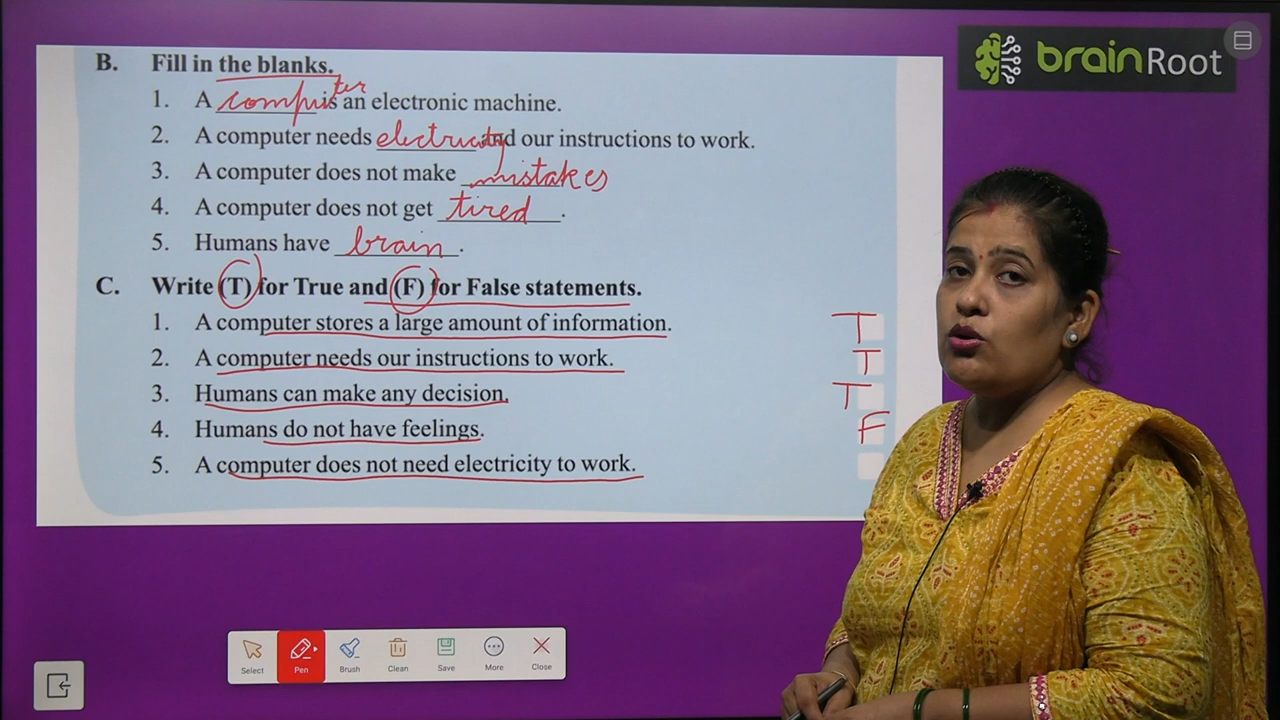 brainRoot
B. Fill in the blanks.
1. A computer is an electronic machine.
2. A computer needs electricity and our instructions to work.
3. A computer does not make mistakes
4. A computer does not get tired.
5. Humans have brain.
C. Write (T) for True and (F) for False statements.
1. A computer stores a large amount of information. T
2. A computer needs our instructions to work. T
3. Humans can make any decision. T
4. Humans do not have feelings. F
5. A computer does not need electricity to work.
Select Pen Brush Clean Save More Close